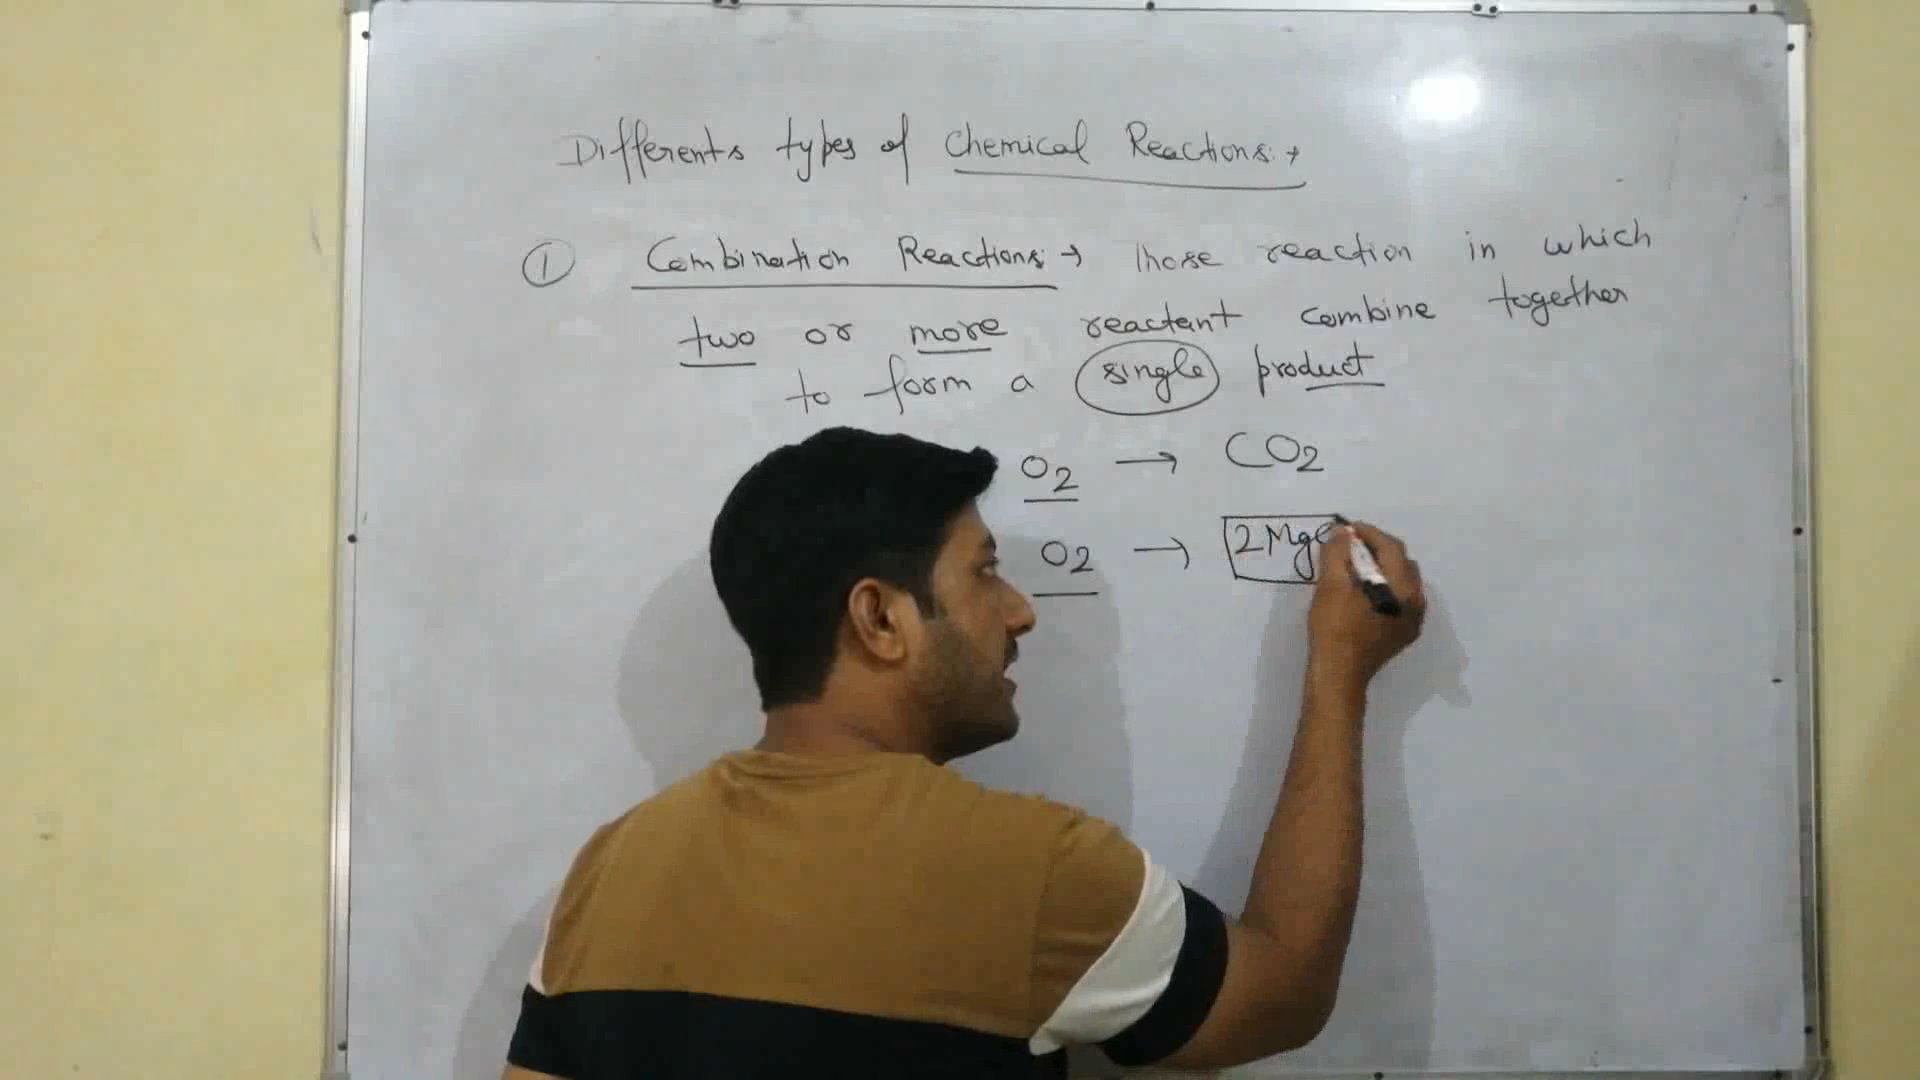 Differents types of Chemical Reactions:→
① Combination Reactions:→ Those reaction in which
two or more reactant combine together
to form a single product
O2 → CO2
O2 → 2Mg